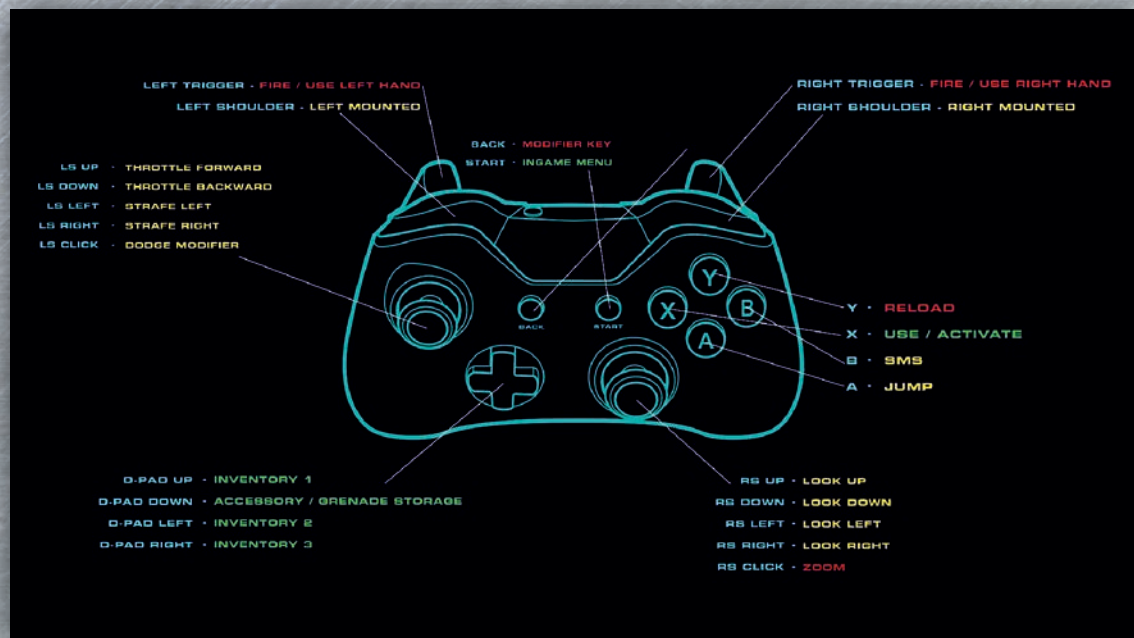 LEFT TRIGGER - FIRE / USE LEFT HAND
LEFT SHOULDER - LEFT MOUNTED
RIGHT TRIGGER - FIRE / USE RIGHT HAND
RIGHT SHOULDER - RIGHT MOUNTED
BACK - MODIFIER KEY
START - INGAME MENU
LS UP - THROTTLE FORWARD
LS DOWN - THROTTLE BACKWARD
LS LEFT - STRAFE LEFT
LS RIGHT - STRAFE RIGHT
LS CLICK - DODGE MODIFIER
Y
X
B
A
BACK
START
Y - RELOAD
X - USE / ACTIVATE
B - SMS
A - JUMP
D-PAD UP - INVENTORY 1
D-PAD DOWN - ACCESSORY / GRENADE STORAGE
D-PAD LEFT - INVENTORY 2
D-PAD RIGHT - INVENTORY 3
RS UP - LOOK UP
RS DOWN - LOOK DOWN
RS LEFT - LOOK LEFT
RS RIGHT - LOOK RIGHT
RS CLICK - ZOOM